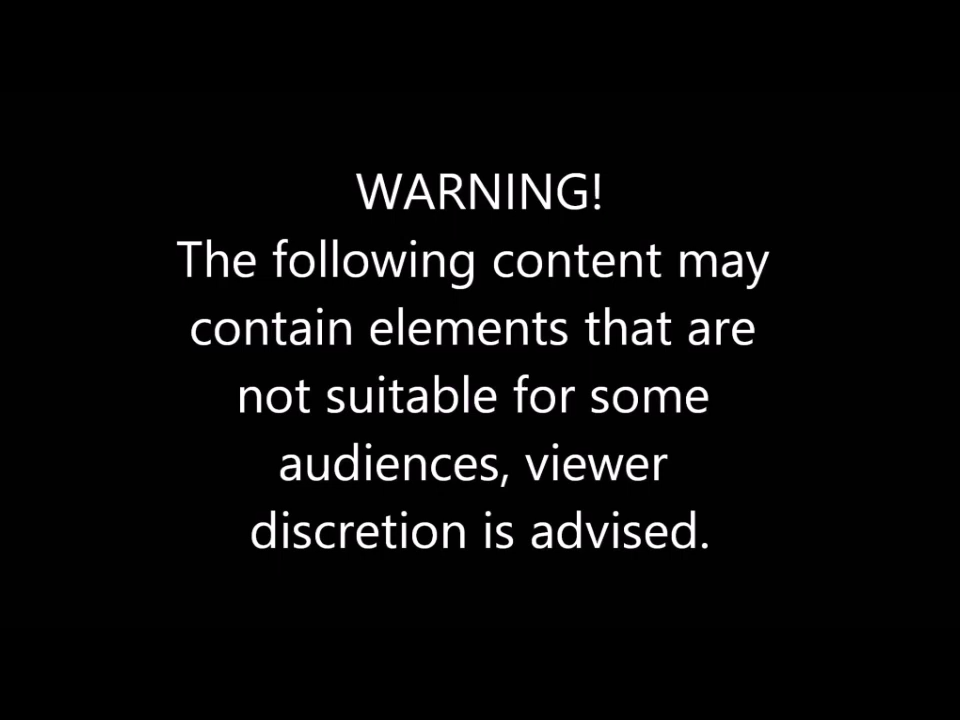 WARNING!
The following content may
contain elements that are
not suitable for some
audiences, viewer
discretion is advised.